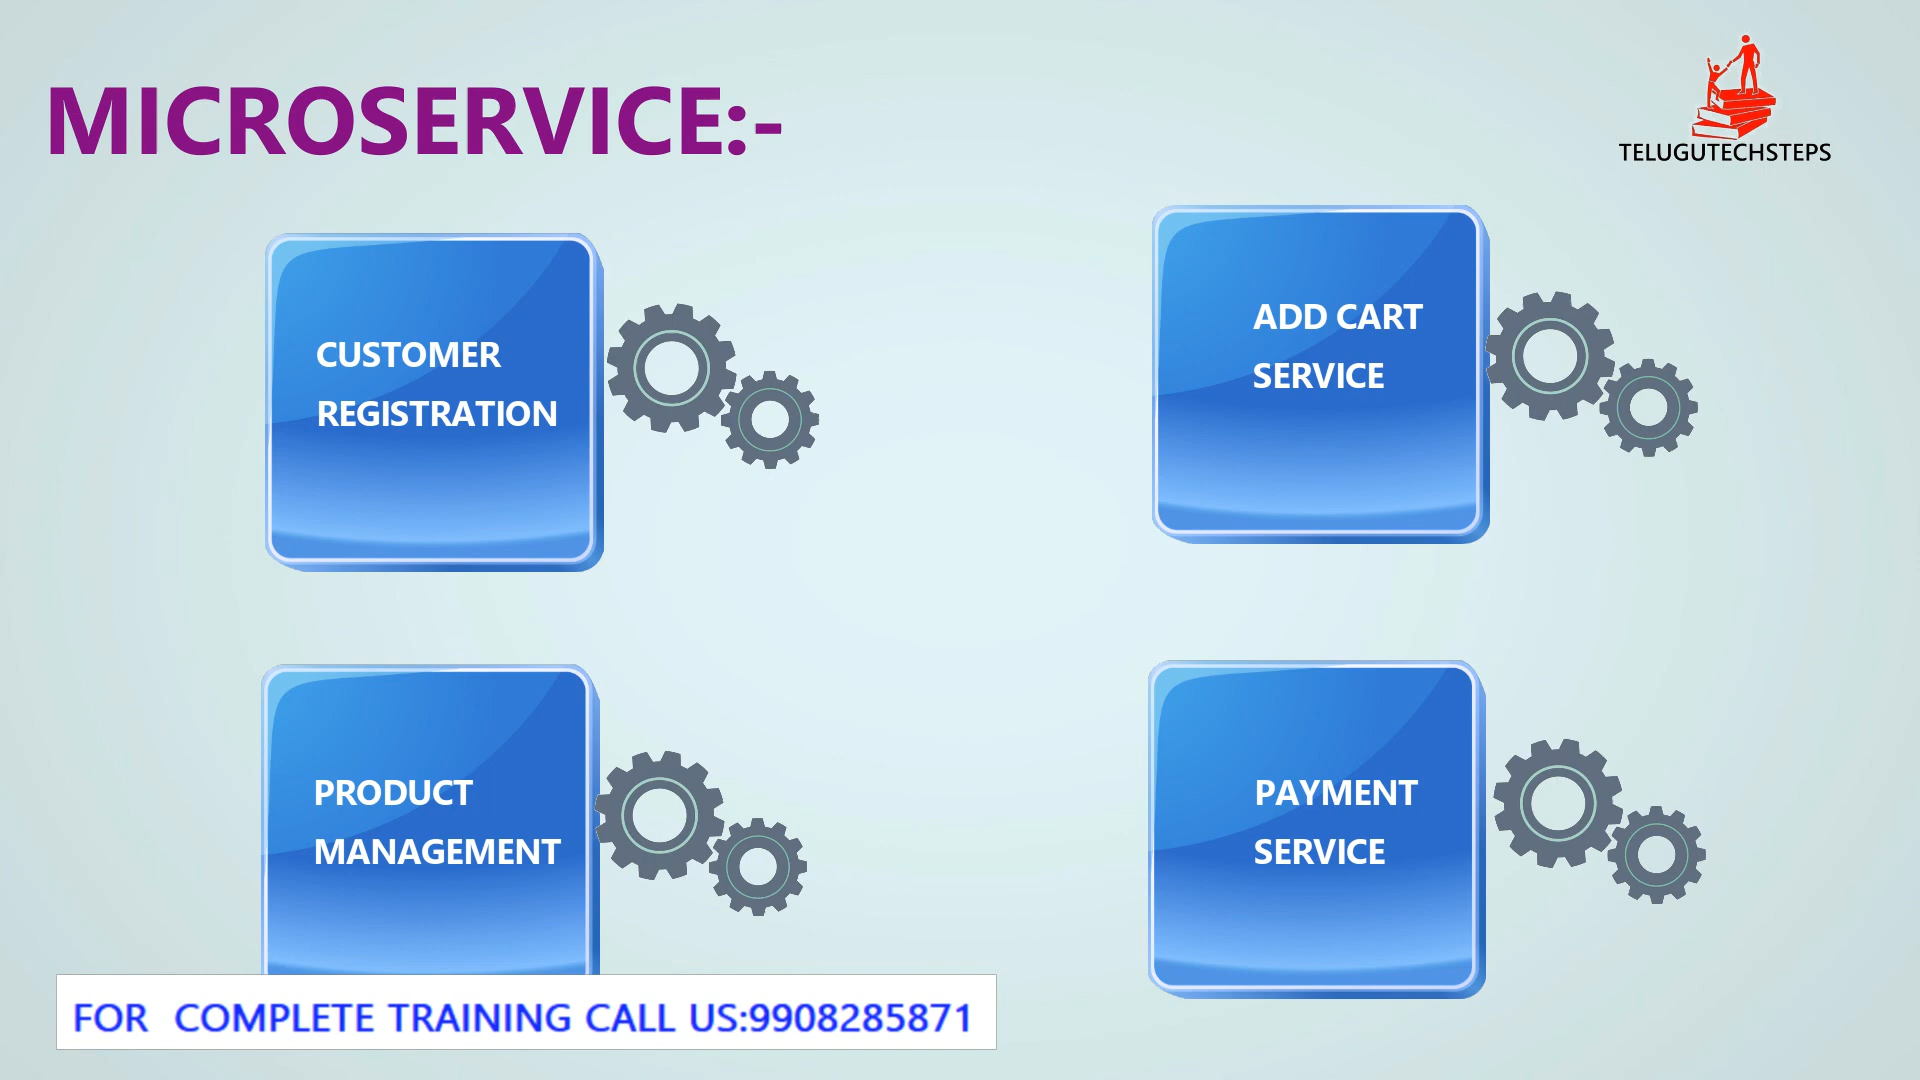 MICROSERVICE:-
TELUGUTECHSTEPS
CUSTOMER
REGISTRATION
ADD CART
SERVICE
PRODUCT
MANAGEMENT
PAYMENT
SERVICE
FOR  COMPLETE TRAINING CALL US:9908285871